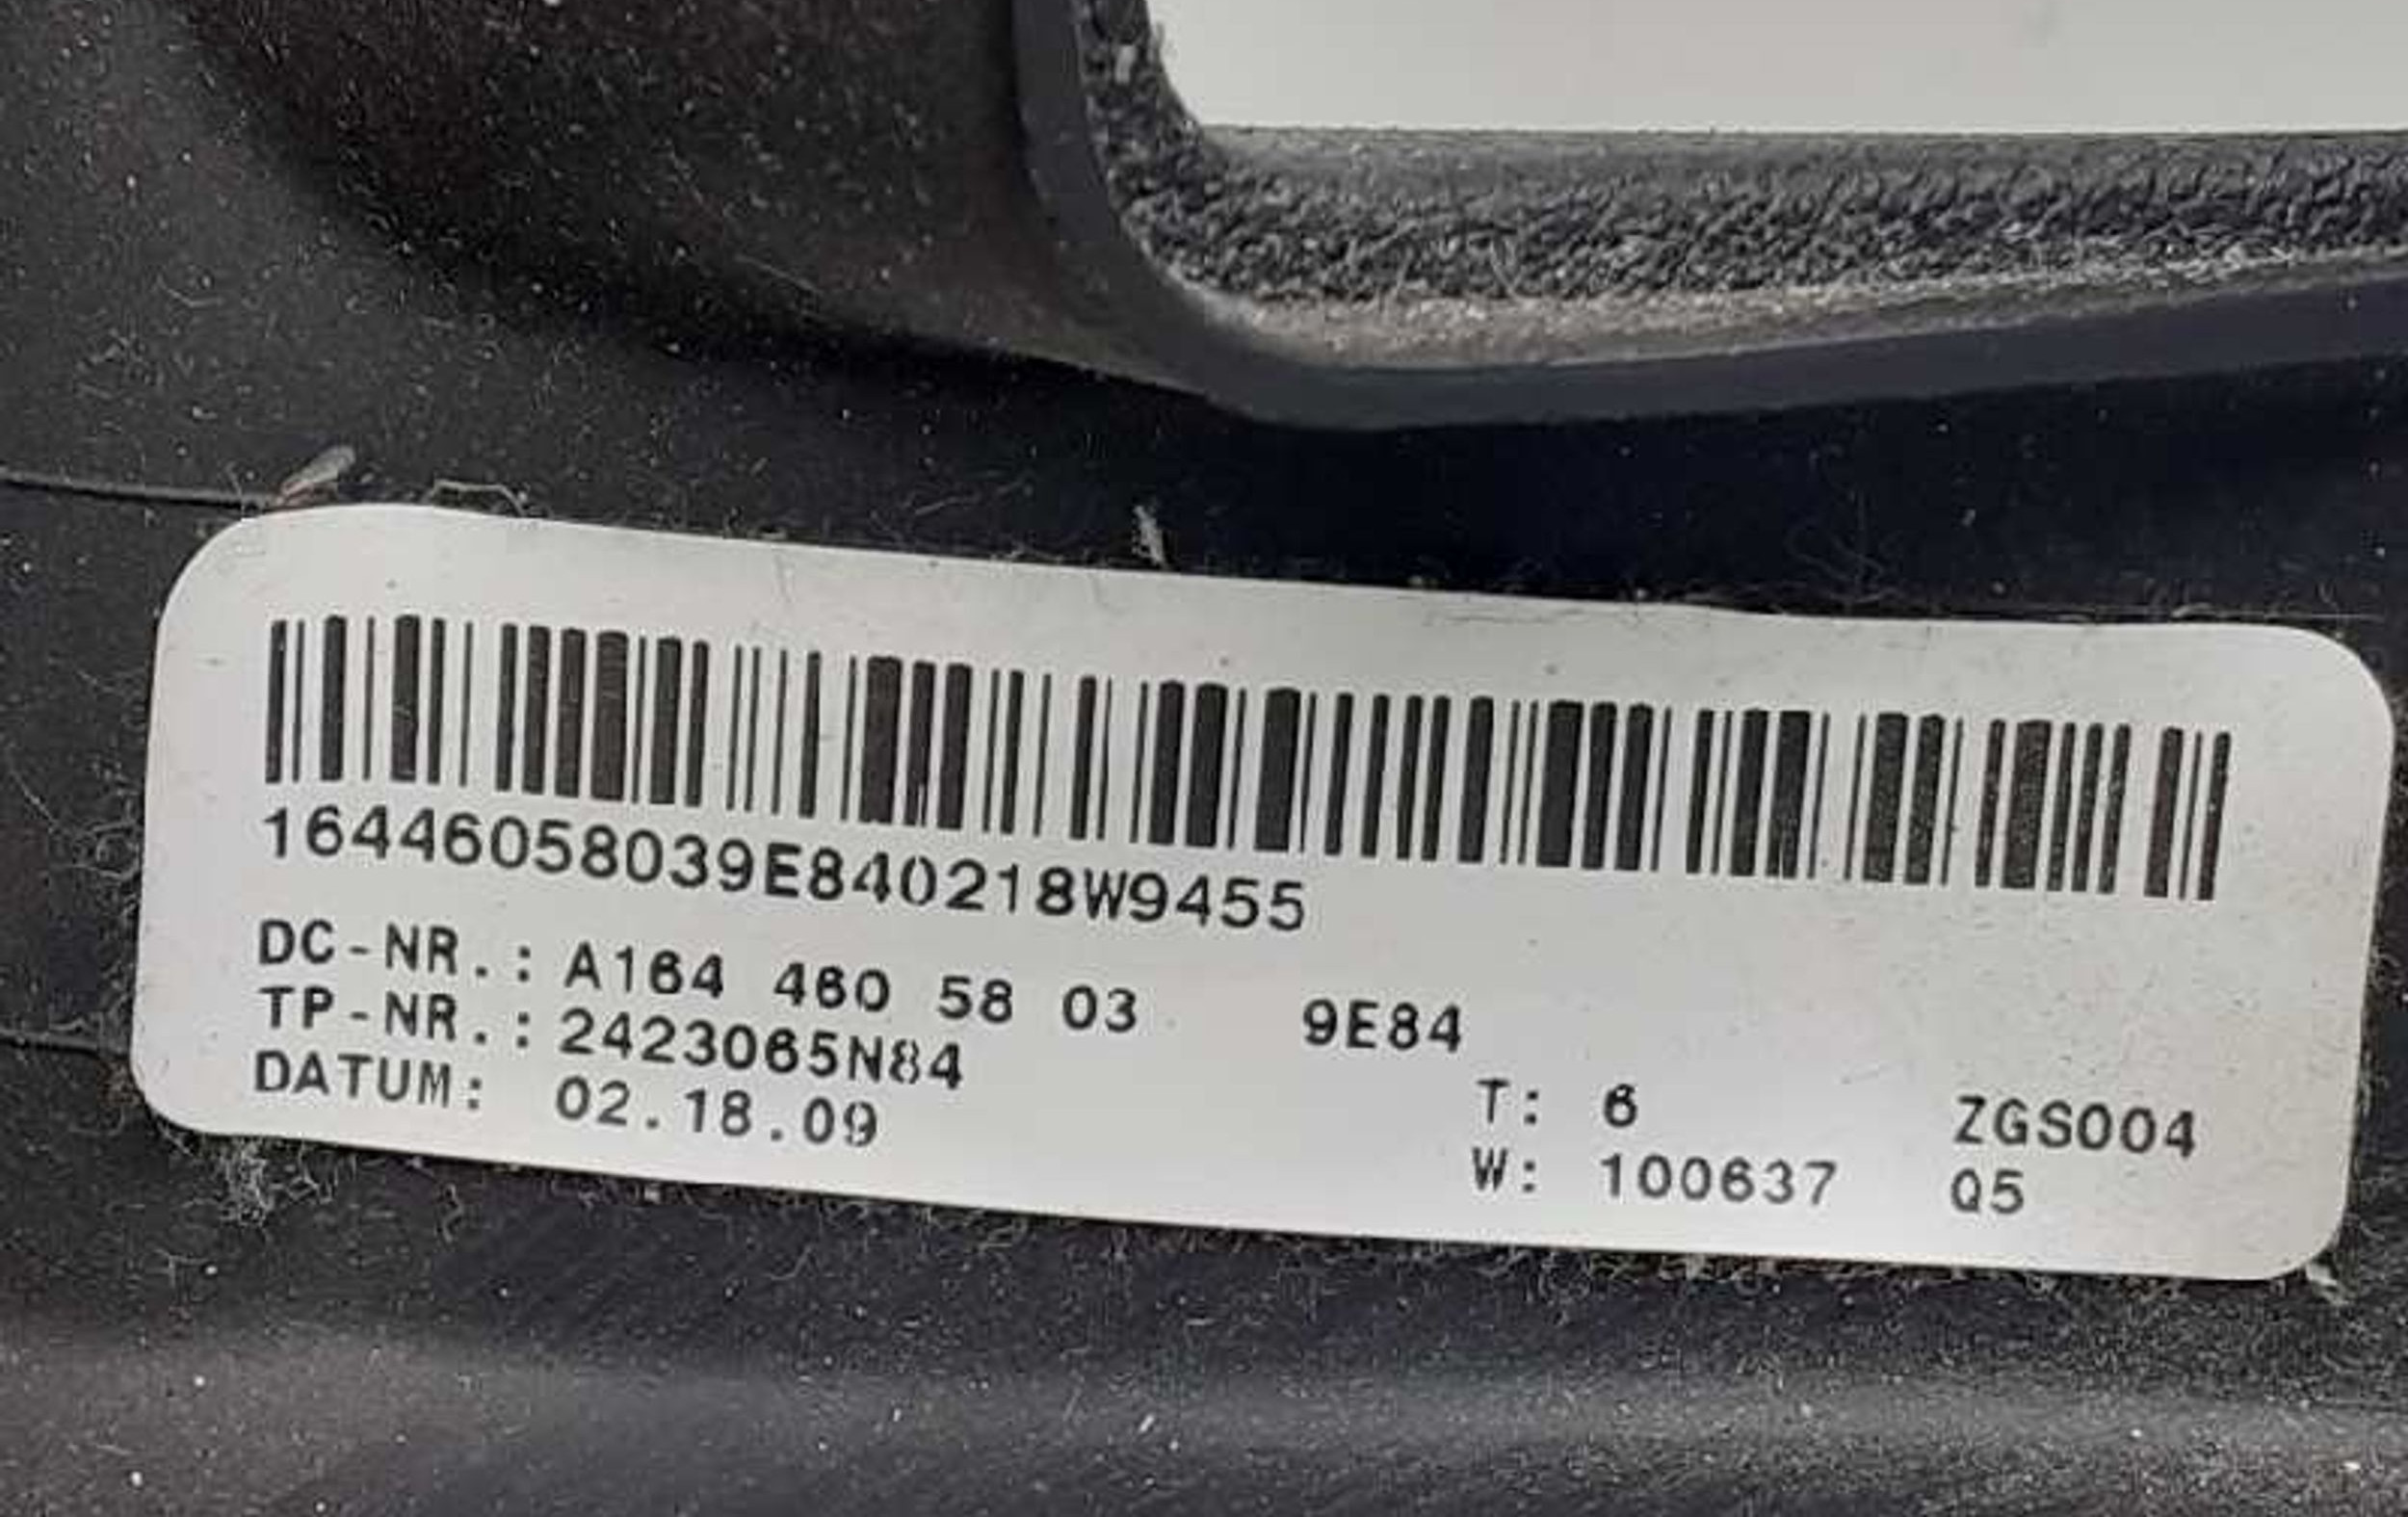 16446058039E840218W9455
DC-NR.: A164 460 58 03 9E84
TP-NR.: 2423065N84
DATUM: 02.18.09
T: 6 ZGS004
W: 100637 Q5